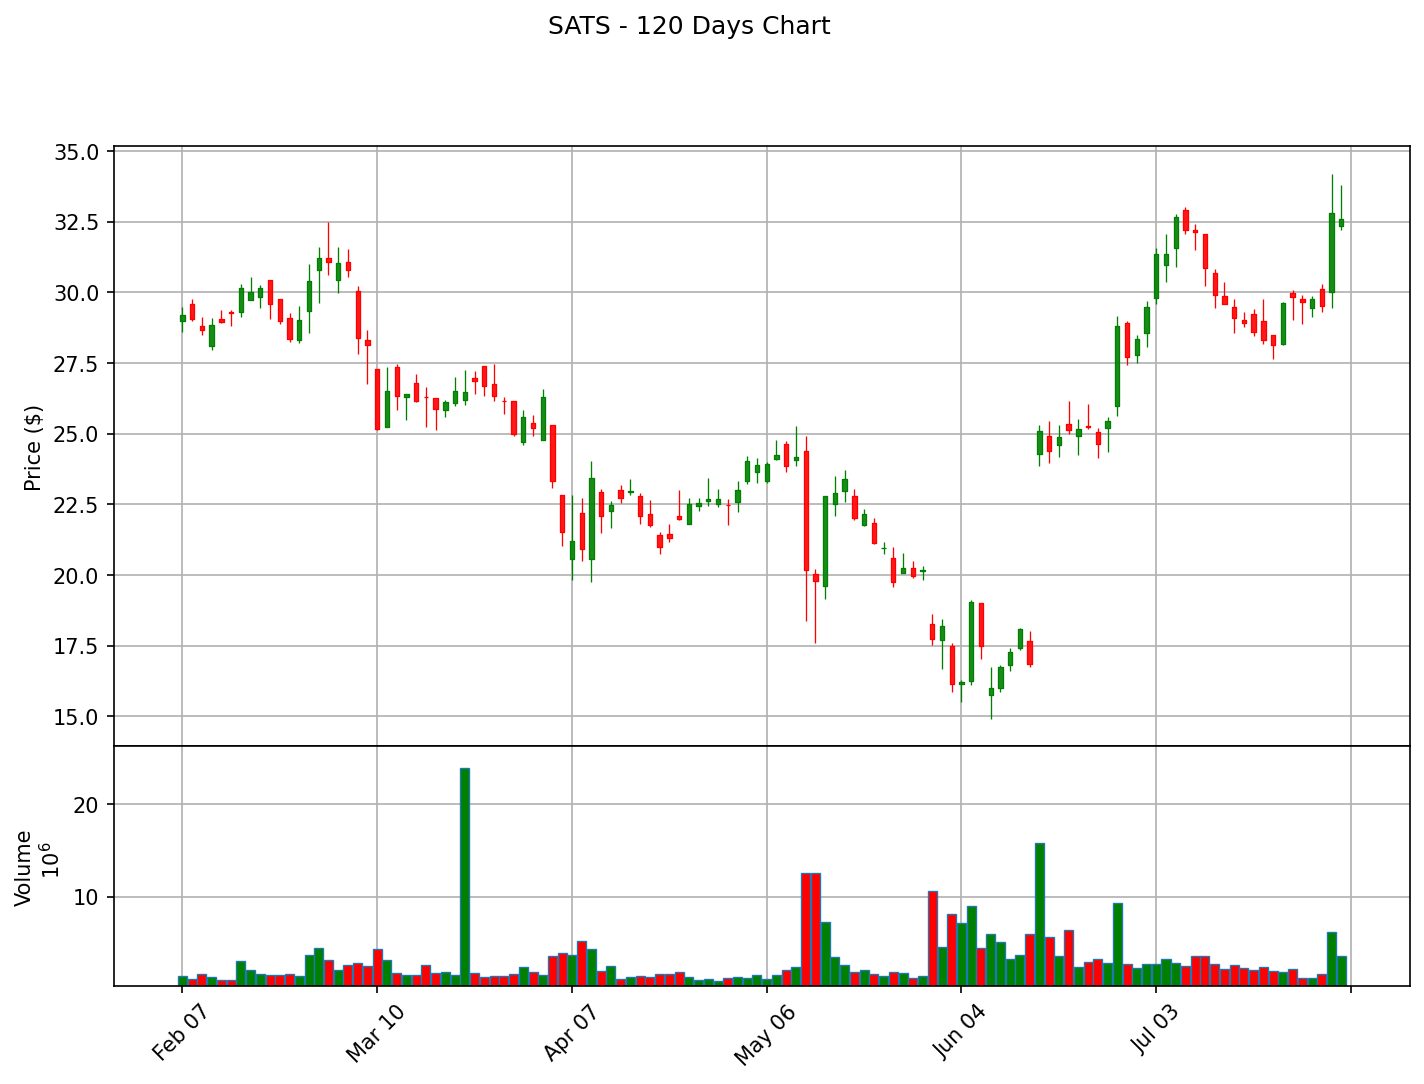 SATS - 120 Days Chart
35.0
32.5
30.0
27.5
25.0
22.5
20.0
17.5
15.0
Price ($)
20
10
Volume
10^6
Feb 07
Mar 10
Apr 07
May 06
Jun 04
Jul 03